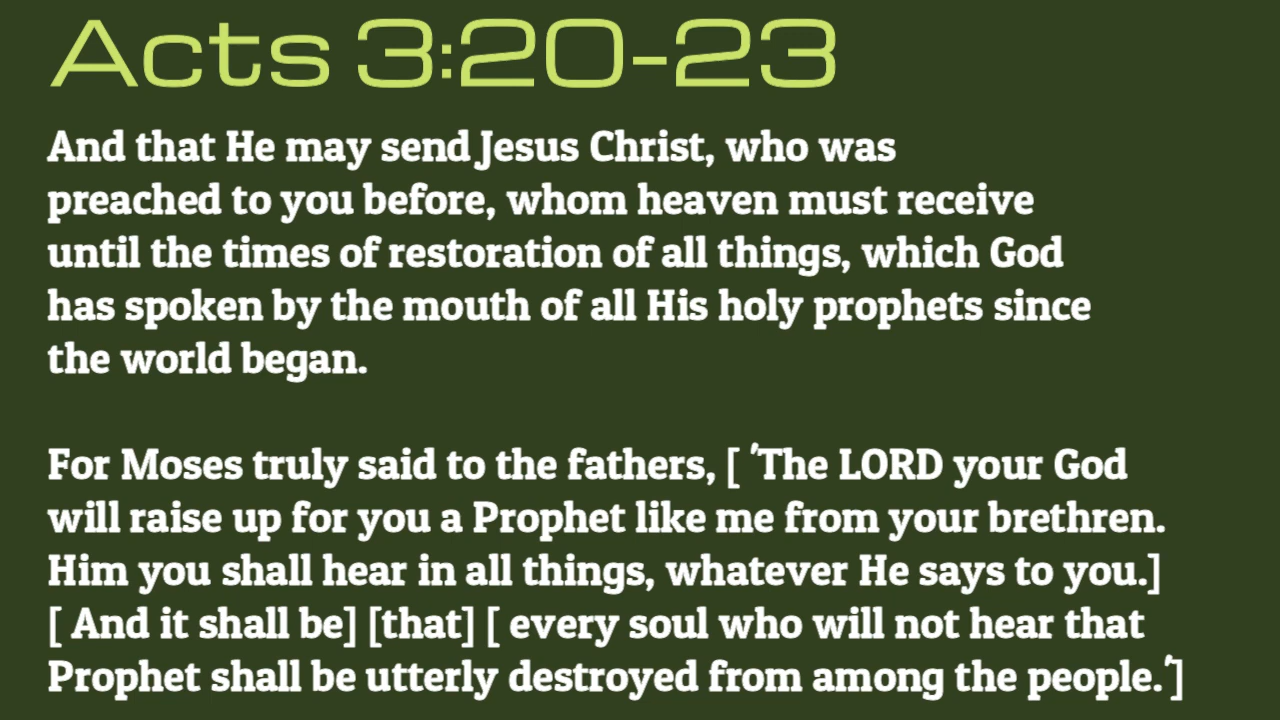 Acts 3:20-23
And that He may send Jesus Christ, who was
preached to you before, whom heaven must receive
until the times of restoration of all things, which God
has spoken by the mouth of all His holy prophets since
the world began.
For Moses truly said to the fathers, [ 'The LORD your God
will raise up for you a Prophet like me from your brethren.
Him you shall hear in all things, whatever He says to you.]
[ And it shall be] [that] [ every soul who will not hear that
Prophet shall be utterly destroyed from among the people.']